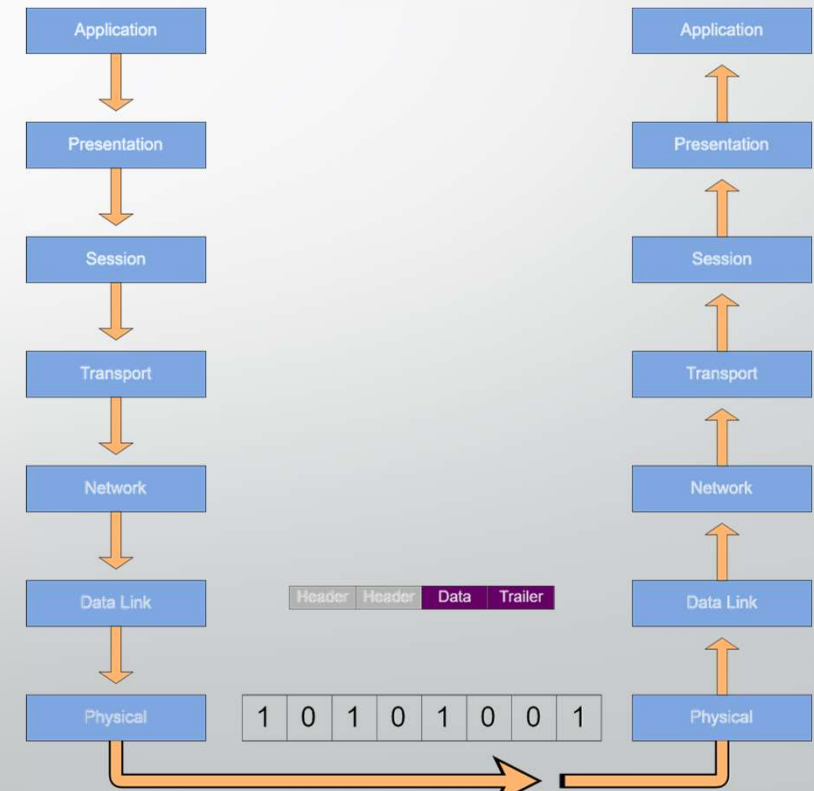 Application
Application
Presentation
Presentation
Session
Session
Transport
Transport
Network
Network
Data Link
Header Header Data Trailer
Data Link
Physical
1 0 1 0 1 0 0 1
Physical